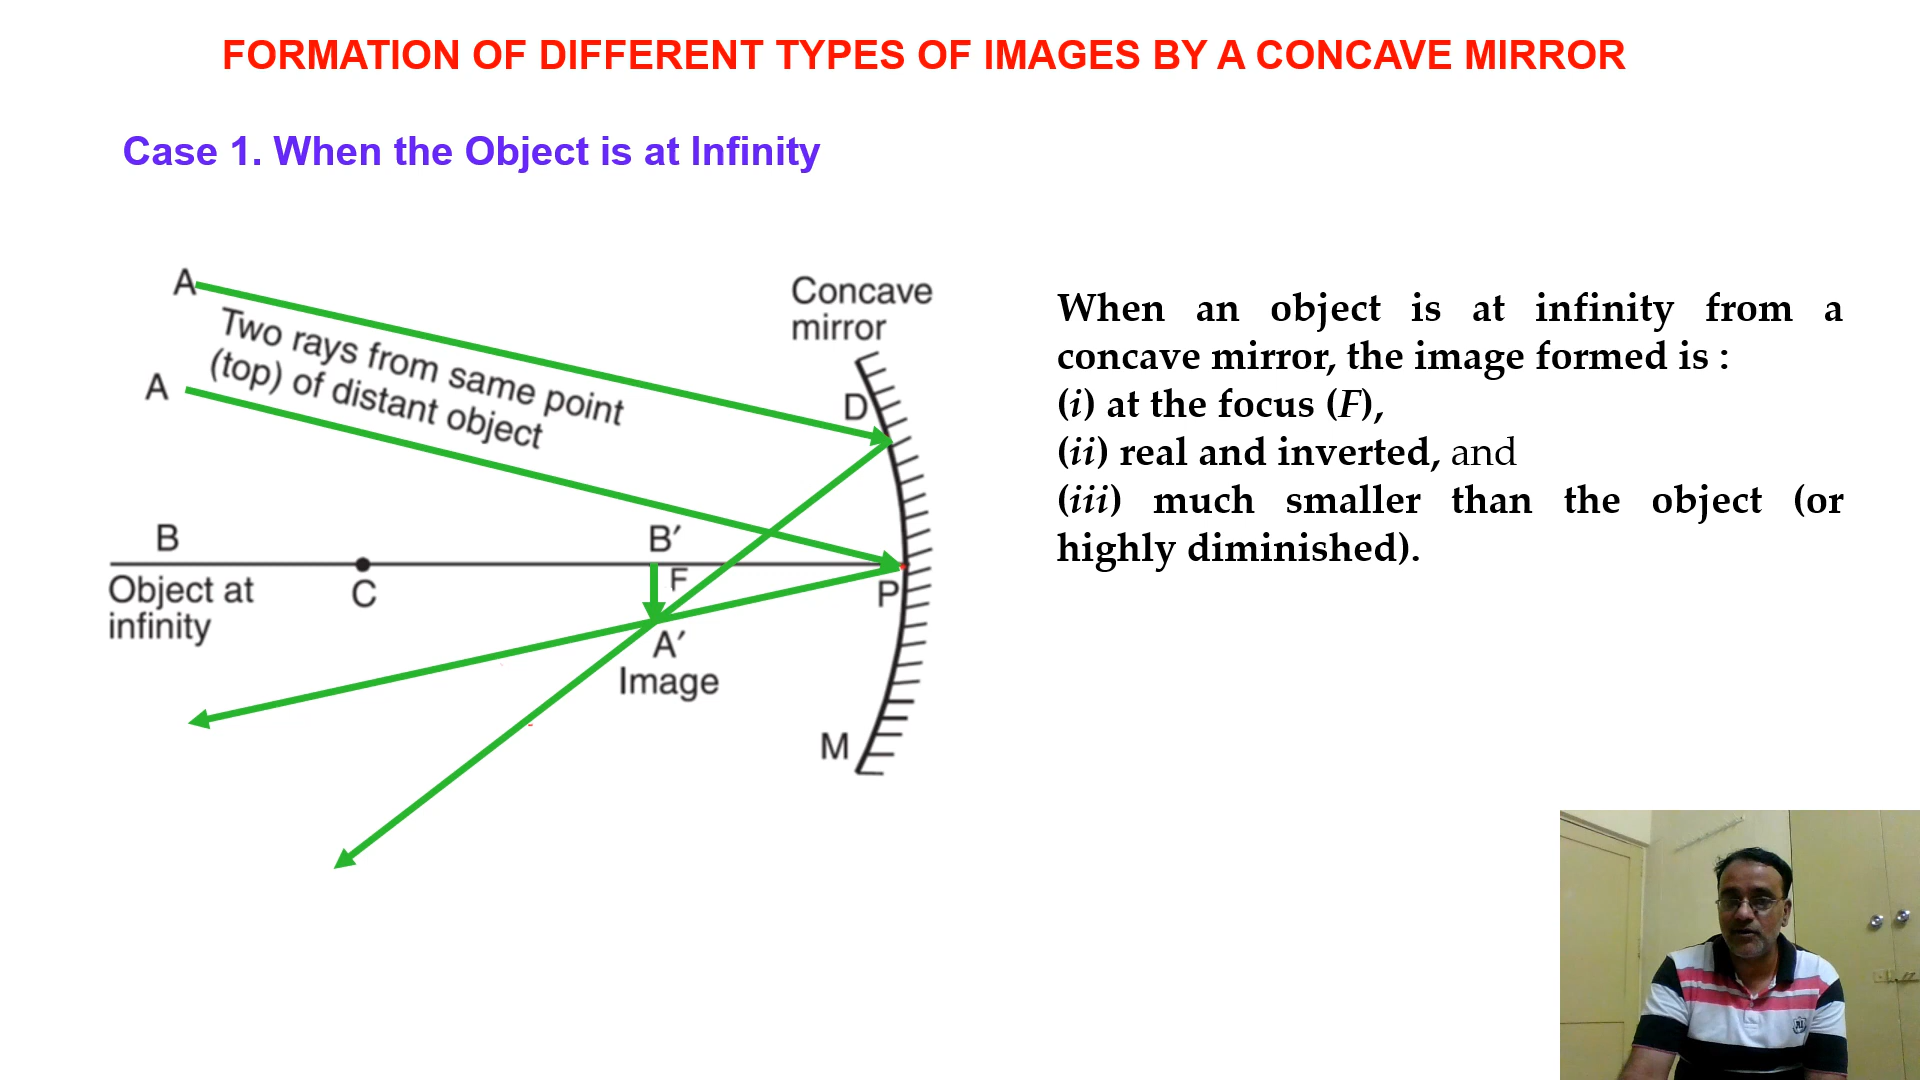 FORMATION OF DIFFERENT TYPES OF IMAGES BY A CONCAVE MIRROR
Case 1. When the Object is at Infinity
A
Two rays from same point
(top) of distant object
A
Concave
mirror
D
B
B′
Object at
infinity
C
F
P
A′
Image
M
When an object is at infinity from a
concave mirror, the image formed is :
(i) at the focus (F),
(ii) real and inverted, and
(iii) much smaller than the object (or
highly diminished).